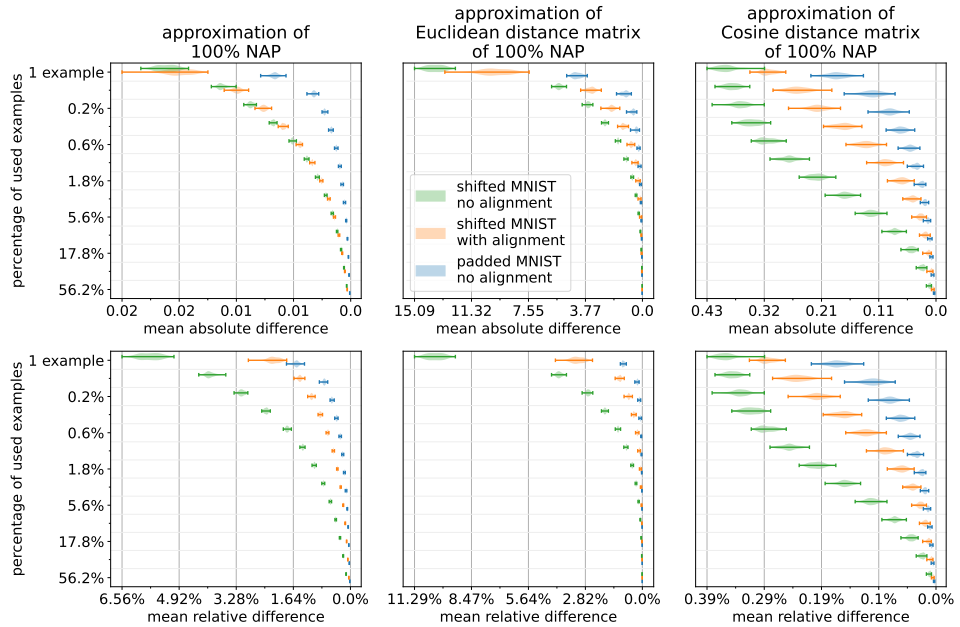 approximation of
100% NAP
approximation of
Euclidean distance matrix
of 100% NAP
approximation of
Cosine distance matrix
of 100% NAP
percentage of used examples
1 example
0.2%
0.6%
1.8%
5.6%
17.8%
56.2%
0.02 0.02 0.01 0.01 0.0
mean absolute difference
15.09 11.32 7.55 3.77 0.0
mean absolute difference
0.43 0.32 0.21 0.11 0.0
mean absolute difference
shifted MNIST
no alignment
shifted MNIST
with alignment
padded MNIST
no alignment
percentage of used examples
1 example
0.2%
0.6%
1.8%
5.6%
17.8%
56.2%
6.56% 4.92% 3.28% 1.64% 0.0%
mean relative difference
11.29% 8.47% 5.64% 2.82% 0.0%
mean relative difference
0.39% 0.29% 0.19% 0.1% 0.0%
mean relative difference